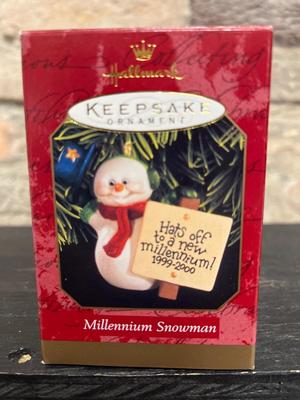 Hallmark
KEEPSAKE
ORNAMENT
Hats off
to a new
millennium!
1999-2000
Millennium Snowman